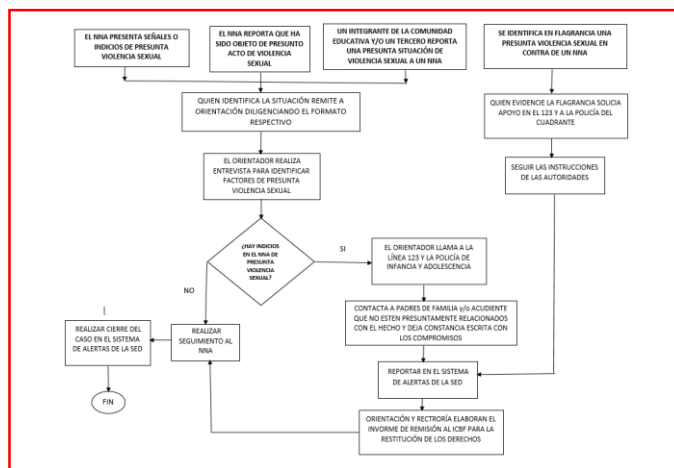 EL NNA PRESENTA SEÑALES O
INDICIOS DE PRESUNTA
VIOLENCIA SEXUAL
EL NNA REPORTA QUE HA
SIDO OBJETO DE PRESUNTO
ACTO DE VIOLENCIA
SEXUAL
UN INTEGRANTE DE LA COMUNIDAD
EDUCATIVA Y/O UN TERCERO REPORTA
UNA PRESUNTA SITUACIÓN DE
VIOLENCIA SEXUAL A UN NNA
SE IDENTIFICA EN FLAGRANCIA UNA
PRESUNTA VIOLENCIA SEXUAL EN
CONTRA DE UN NNA
QUIEN IDENTIFICA LA SITUACIÓN REMITE A
ORIENTACIÓN DILIGENCIANDO EL FORMATO
RESPECTIVO
QUIEN EVIDENCIE LA FLAGRANCIA SOLICIA
APOYO EN EL 123 Y A LA POLICÍA DEL
CUADRANTE
EL ORIENTADOR REALIZA
ENTREVISTA PARA IDENTIFICAR
FACTORES DE PRESUNTA
VIOLENCIA SEXUAL
SEGUIR LAS INSTRUCCIONES
DE LAS AUTORIDADES
¿HAY INDICIOS
EN EL NNA DE
PRESUNTA
VIOLENCIA
SEXUAL?
SI
NO
EL ORIENTADOR LLAMA A LA
LÍNEA 123 Y LA POLICÍA DE
INFANCIA Y ADOLESCENCIA
CONTACTA A PADRES DE FAMILIA y/o ACUDIENTE
QUE NO ESTEN PRESUNTAMENTE RELACIONADOS
CON EL HECHO Y DEJA CONSTANCIA ESCRITA CON
LOS COMPROMISOS
REALIZAR CIERRE DEL
CASO EN EL SISTEMA
DE ALERTAS DE LA SED
REALIZAR
SEGUIMIENTO AL
NNA
REPORTAR EN EL SISTEMA
DE ALERTAS DE LA SED
FIN
ORIENTACIÓN Y RECTRORÍA ELABORAN EL
INVORME DE REMISIÓN AL ICBF PARA LA
RESTITUCIÓN DE LOS DERECHOS